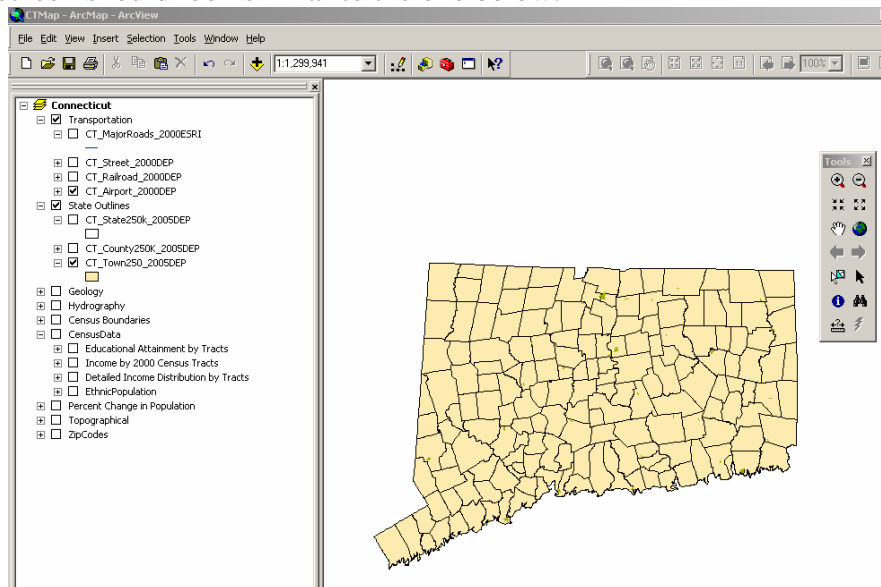 CTMap - ArcMap - ArcView
File Edit View Insert Selection Tools Window Help
1:1,299,941
100%
Connecticut
Transportation
CT_MajorRoads_2000ESRI
CT_Street_2000DEP
CT_Railroad_2000DEP
CT_Airport_2000DEP
State Outlines
CT_State250k_2005DEP
CT_County250K_2005DEP
CT_Town250_2005DEP
Geology
Hydrography
Census Boundaries
CensusData
Educational Attainment by Tracts
Income by 2000 Census Tracts
Detailed Income Distribution by Tracts
EthnicPopulation
Percent Change in Population
Topographical
ZipCodes
Tools